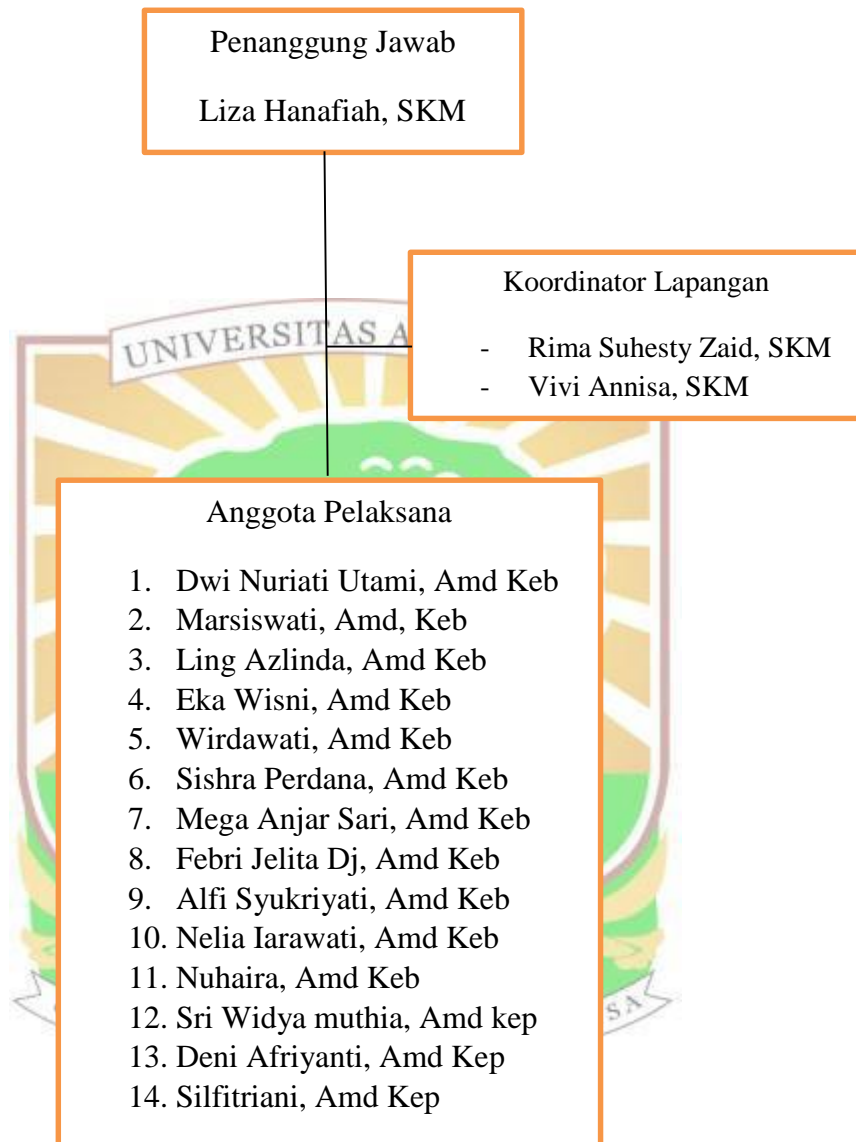 Penanggung Jawab
Liza Hanafiah, SKM
Koordinator Lapangan
- Rima Suhesty Zaid, SKM
- Vivi Annisa, SKM
UNIVERSITAS A
Anggota Pelaksana
1. Dwi Nuriati Utami, Amd Keb
2. Marsiswati, Amd, Keb
3. Ling Azlinda, Amd Keb
4. Eka Wisni, Amd Keb
5. Wirdawati, Amd Keb
6. Sishra Perdana, Amd Keb
7. Mega Anjar Sari, Amd Keb
8. Febri Jelita Dj, Amd Keb
9. Alfi Syukriyati, Amd Keb
10. Nelia Iarawati, Amd Keb
11. Nuhaira, Amd Keb
12. Sri Widya muthia, Amd kep
13. Deni Afriyanti, Amd Kep
14. Silfitriani, Amd Kep